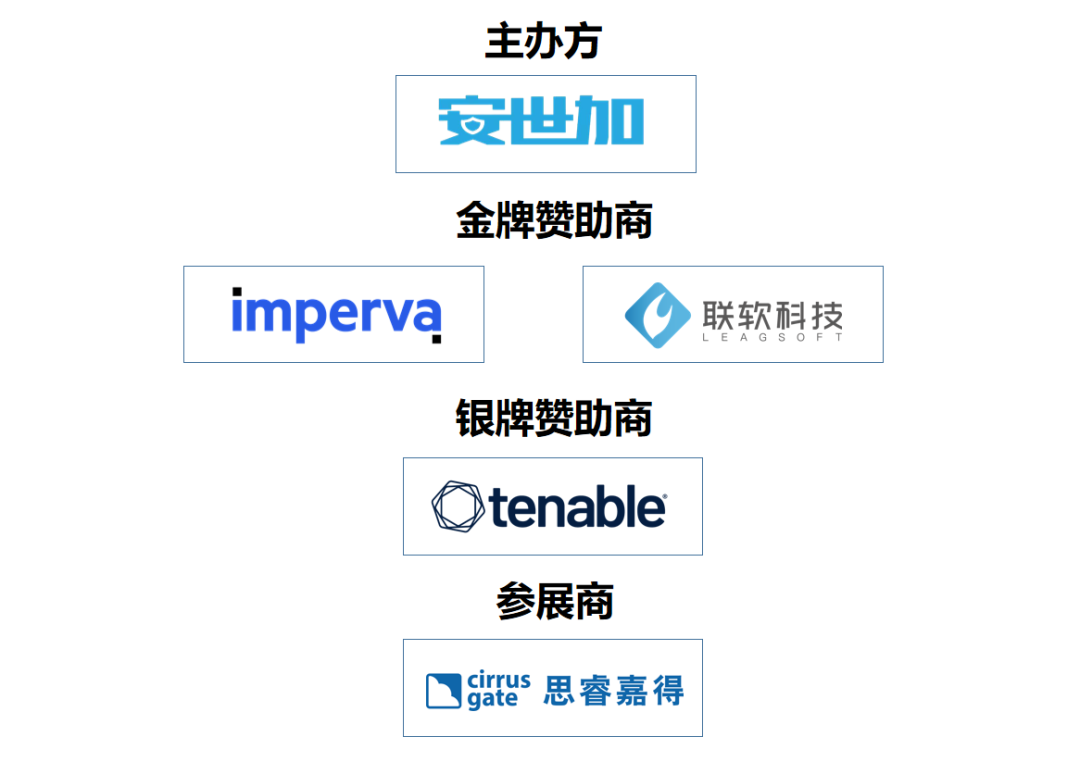 主办方
安世加
金牌赞助商
imperva
联软科技
LEAGSOFT
银牌赞助商
tenable®
参展商
cirrus
gate
思睿嘉得